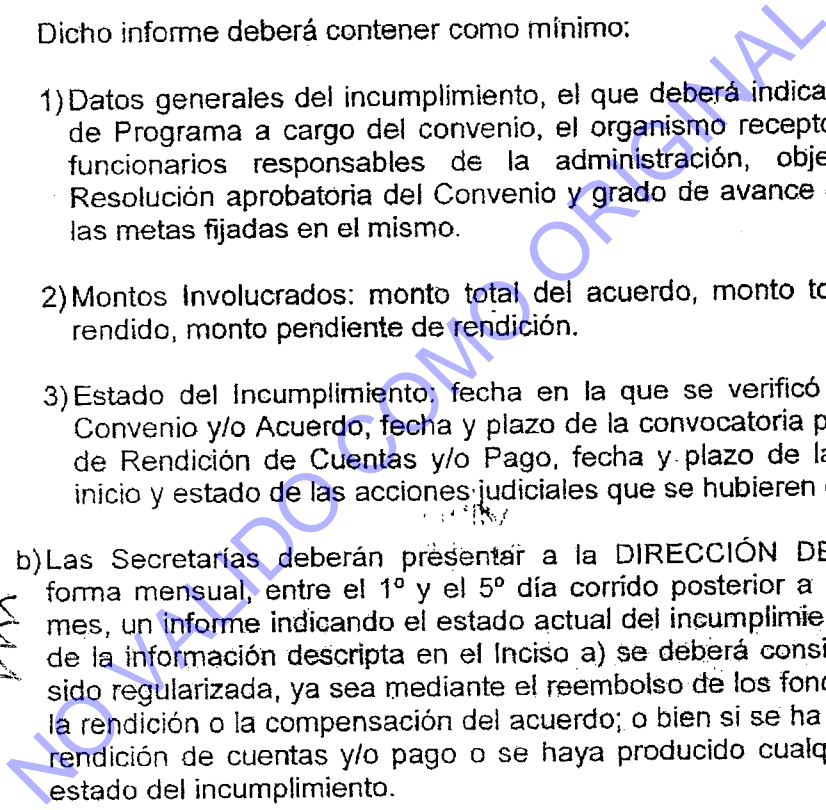 Dicho informe deberá contener como mínimo:
1) Datos generales del incumplimiento, el que deberá indica
de Programa a cargo del convenio, el organismo recepto
funcionarios responsables de la administración, obje
Resolución aprobatoria del Convenio y grado de avance
las metas fijadas en el mismo.
2) Montos Involucrados: monto total del acuerdo, monto to
rendido, monto pendiente de rendición.
3) Estado del Incumplimiento: fecha en la que se verificó
Convenio y/o Acuerdo, fecha y plazo de la convocatoria p
de Rendición de Cuentas y/o Pago, fecha y plazo de la
inicio y estado de las acciones judiciales que se hubieren
b) Las Secretarías deberán presentar a la DIRECCIÓN DE
forma mensual, entre el 1º y el 5º día corrido posterior a
mes, un informe indicando el estado actual del incumplimie
de la información descripta en el Inciso a) se deberá consi
sido regularizada, ya sea mediante el reembolso de los fond
la rendición o la compensación del acuerdo; o bien si se ha
rendición de cuentas y/o pago o se haya producido cualq
estado del incumplimiento.
NO VALIDO COMO ORIGINAL